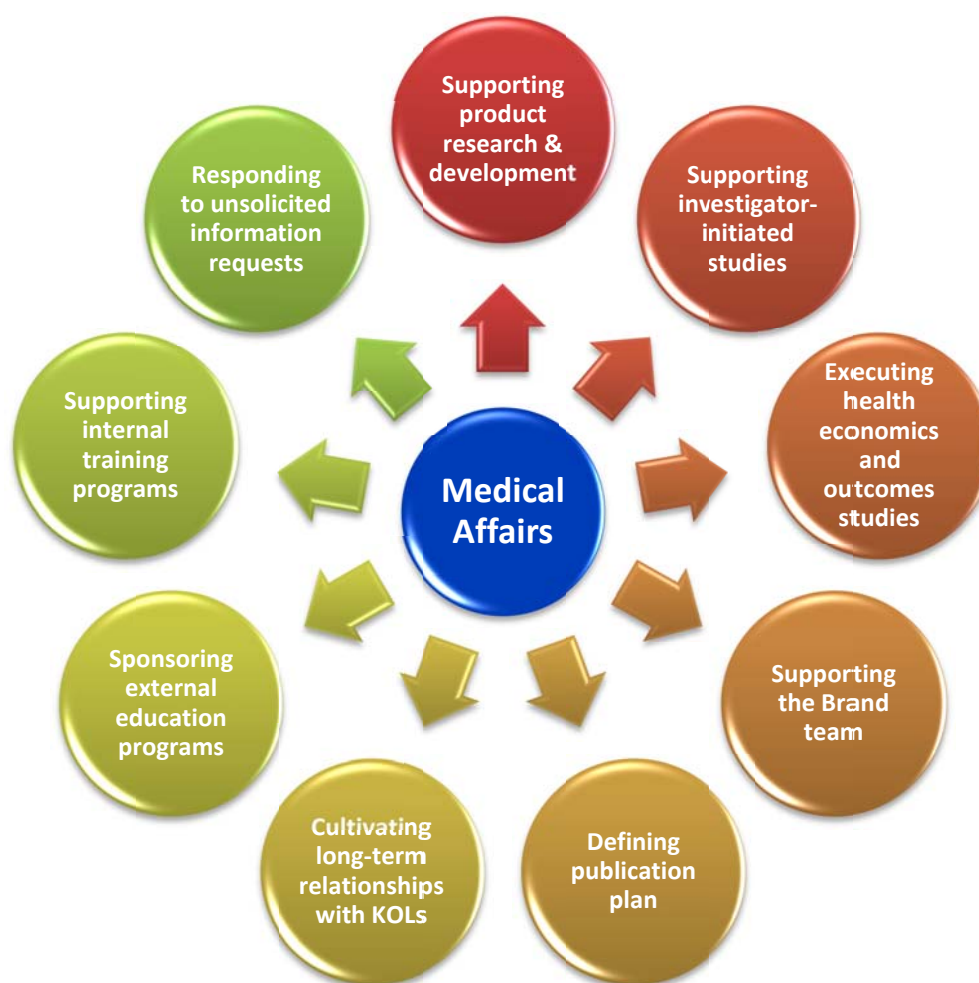 Supporting
product
research &
development
Supporting
investigator-
initiated
studies
Executing
health
economics
and
outcomes
studies
Supporting
the Brand
team
Defining
publication
plan
Cultivating
long-term
relationships
with KOLs
Sponsoring
external
education
programs
Supporting
internal
training
programs
Responding
to unsolicited
information
requests
Medical
Affairs